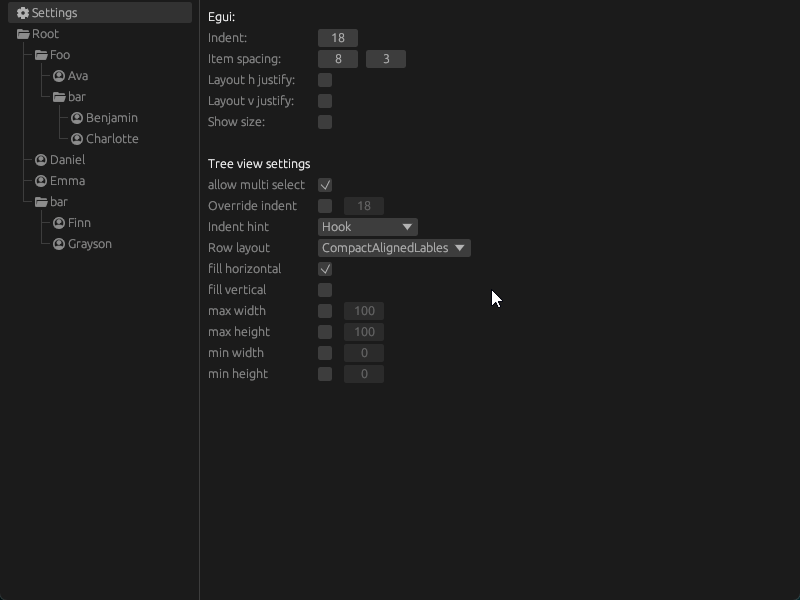 Settings
Root
Foo
Ava
bar
Benjamin
Charlotte
Daniel
Emma
bar
Finn
Grayson
Egui:
Indent: 18
Item spacing: 8 3
Layout h justify:
Layout v justify:
Show size:
Tree view settings
allow multi select
Override indent 18
Indent hint Hook
Row layout CompactAlignedLables
fill horizontal
fill vertical
max width 100
max height 100
min width 0
min height 0